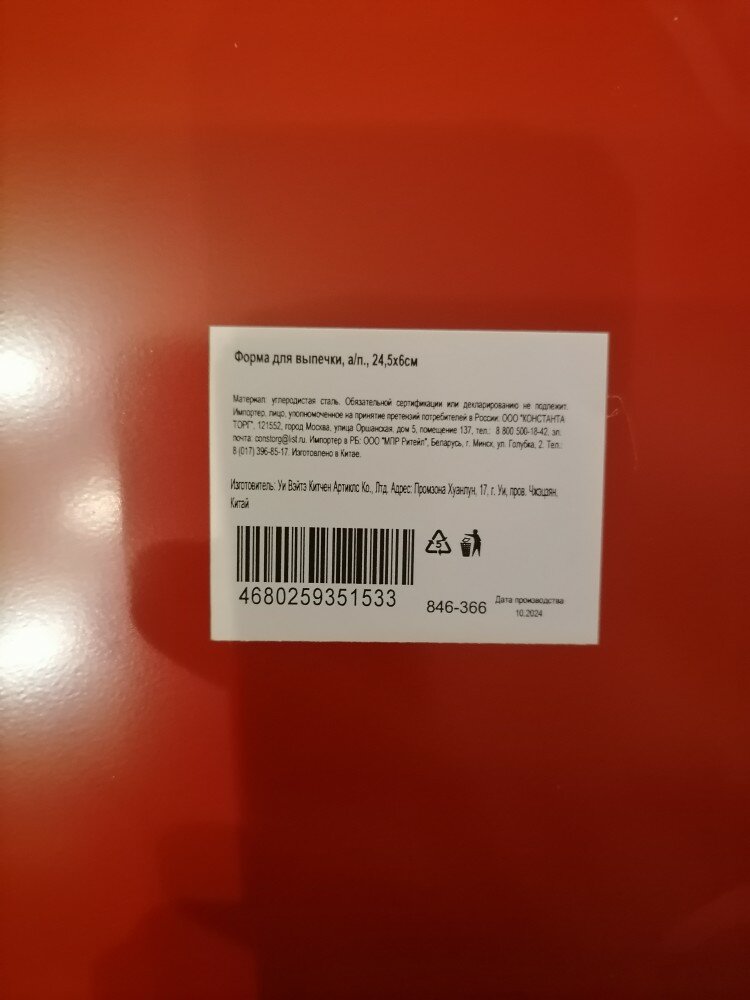 Форма для выпечки, а/п., 24,5х6см
Материал: углеродистая сталь. Обязательной сертификации или декларированию не подлежит.
Импортер, лицо, уполномоченное на принятие претензий потребителей в России: ООО "КОНСТАНТА
ТОРГ". 121552, город Москва, улица Оршанская, дом 5, помещение 137, тел.: 8 800 500-18-42, эл.
почта: constorg@list.ru. Импортер в РБ: ООО "МПР Ритейл", Беларусь, г. Минск, ул. Голубка, 2. Тел.:
8 (017) 396-85-17. Изготовлено в Китае.
Изготовитель: Уи Вэйтэ Китчен Артиклс Ко., Лтд. Адрес: Промзона Хуанлун, 17, г. Уи, пров. Чжэцзян,
Китай
5
4680259351533
846-366
Дата производства
10.2024